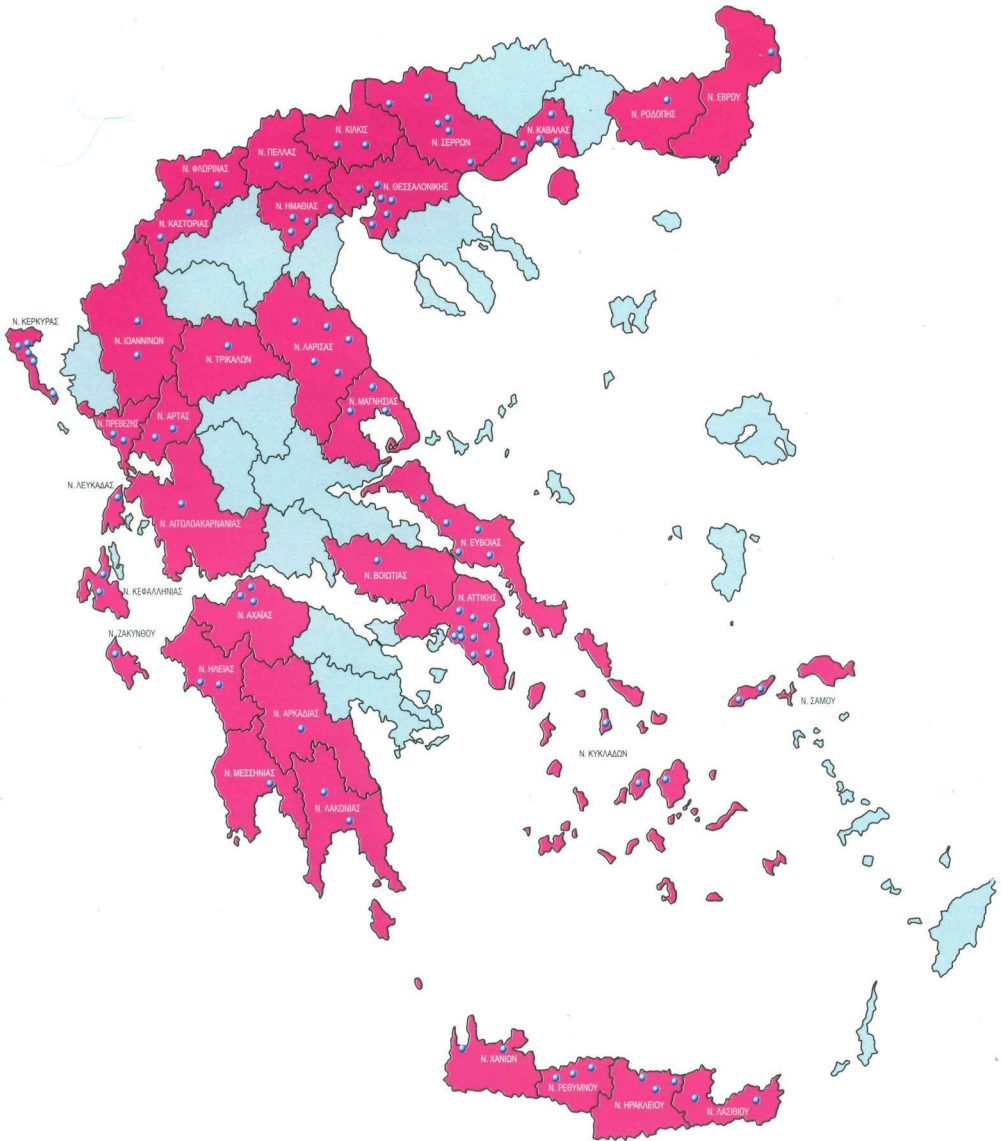 Ν. ΕΒΡΟΥ
Ν. ΡΟΔΟΠΗΣ
Ν. ΚΑΒΑΛΑΣ
Ν. ΣΕΡΡΩΝ
Ν. ΚΙΛΚΙΣ
Ν. ΠΕΛΛΑΣ
Ν. ΦΛΩΡΙΝΑΣ
Ν. ΘΕΣΣΑΛΟΝΙΚΗΣ
Ν. ΗΜΑΘΙΑΣ
Ν. ΚΑΣΤΟΡΙΑΣ
Ν. ΚΕΡΚΥΡΑΣ
Ν. ΙΩΑΝΝΙΝΩΝ
Ν. ΤΡΙΚΑΛΩΝ
Ν. ΛΑΡΙΣΑΣ
Ν. ΜΑΓΝΗΣΙΑΣ
Ν. ΠΡΕΒΕΖΗΣ
Ν. ΑΡΤΑΣ
Ν. ΛΕΥΚΑΔΑΣ
Ν. ΑΙΤΩΛΟΑΚΑΡΝΑΝΙΑΣ
Ν. ΕΥΒΟΙΑΣ
Ν. ΒΟΙΩΤΙΑΣ
Ν. ΚΕΦΑΛΛΗΝΙΑΣ
Ν. ΑΤΤΙΚΗΣ
Ν. ΑΧΑΪΑΣ
Ν. ΖΑΚΥΝΘΟΥ
Ν. ΗΛΕΙΑΣ
Ν. ΣΑΜΟΥ
Ν. ΑΡΚΑΔΙΑΣ
Ν. ΚΥΚΛΑΔΩΝ
Ν. ΜΕΣΣΗΝΙΑΣ
Ν. ΛΑΚΩΝΙΑΣ
Ν. ΧΑΝΙΩΝ
Ν. ΡΕΘΥΜΝΟΥ
Ν. ΗΡΑΚΛΕΙΟΥ
Ν. ΛΑΣΙΘΙΟΥ